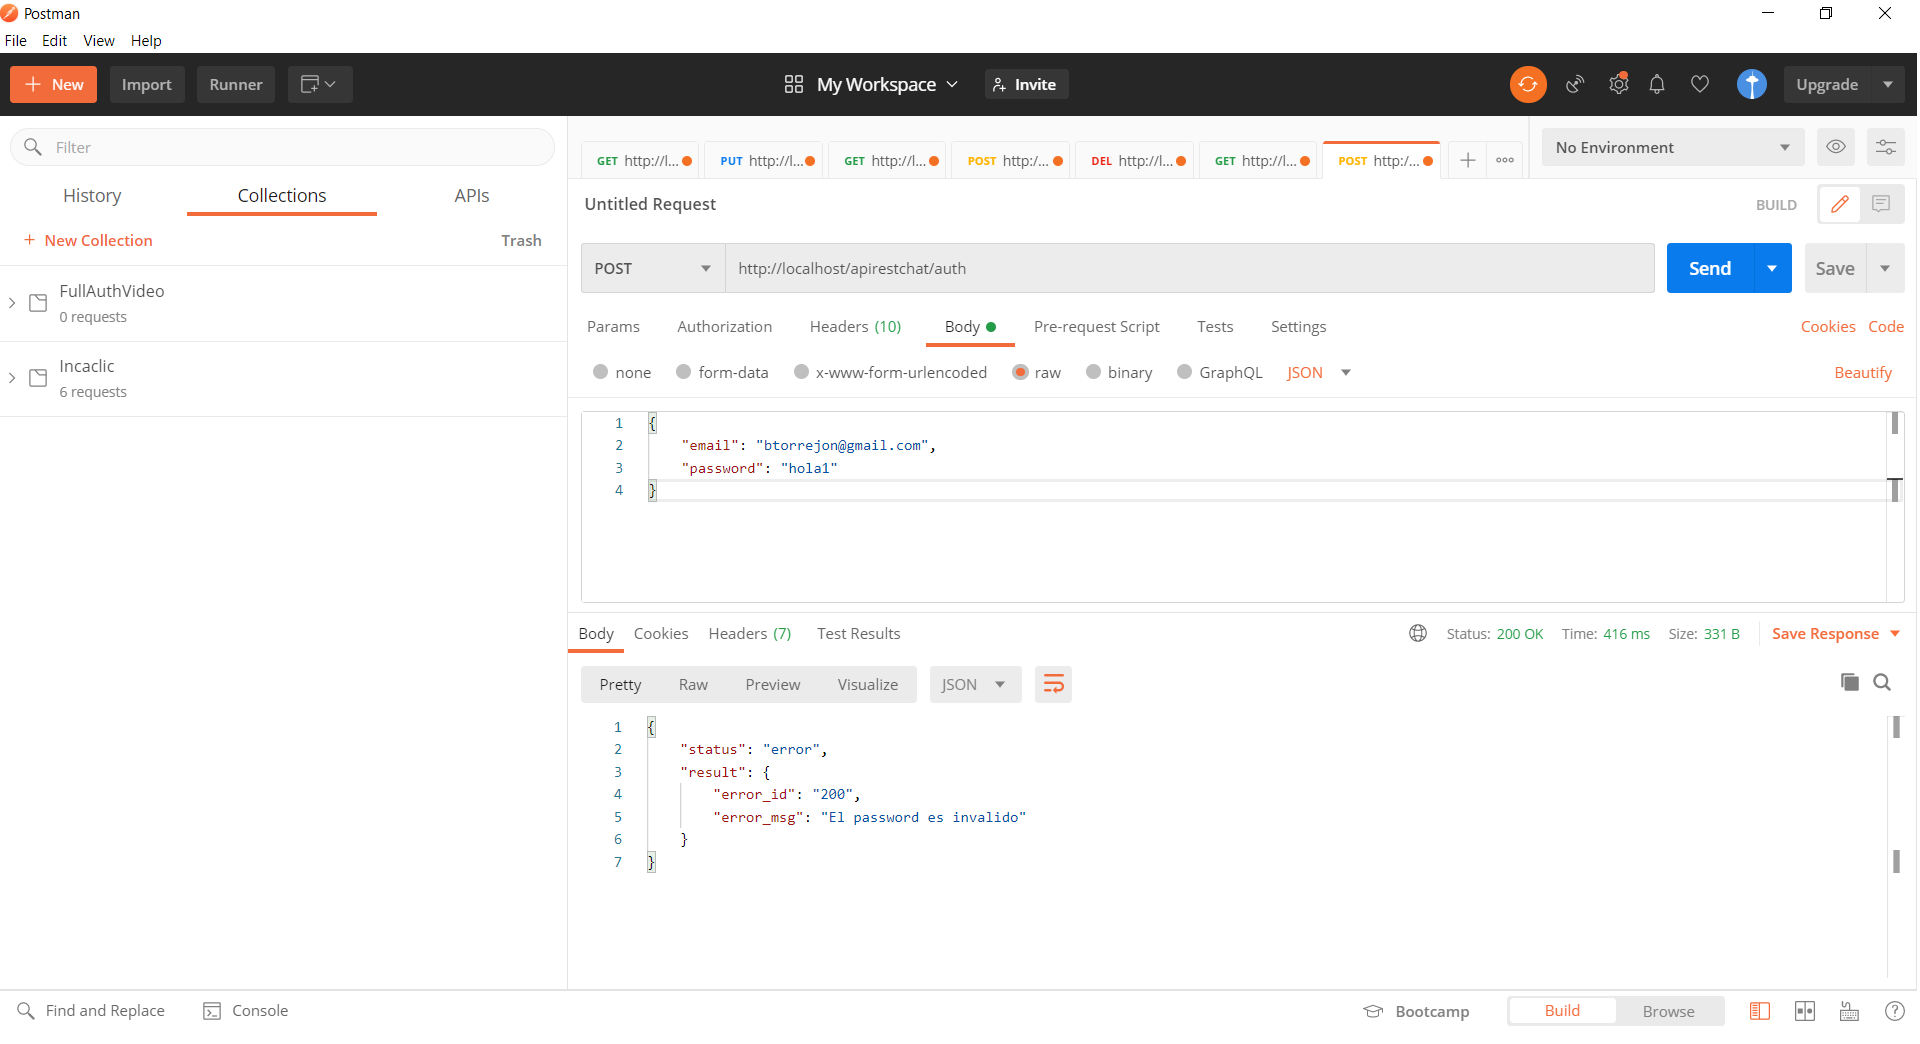 Postman
File Edit View Help
New Import Runner My Workspace Invite Upgrade
Filter
History Collections APIs
+ New Collection Trash
FullAuthVideo
0 requests
Incaclic
6 requests
GET http://l... PUT http://l... GET http://l... POST http:/... DEL http://l... GET http://l... POST http:/...
No Environment
Untitled Request BUILD
POST http://localhost/apirestchat/auth Send Save
Params Authorization Headers (10) Body Pre-request Script Tests Settings Cookies Code
none form-data x-www-form-urlencoded raw binary GraphQL JSON Beautify
1 {
2 "email": "btorrejon@gmail.com",
3 "password": "hola1"
4 }
Body Cookies Headers (7) Test Results Status: 200 OK Time: 416 ms Size: 331 B Save Response
Pretty Raw Preview Visualize JSON
1 {
2 "status": "error",
3 "result": {
4 "error_id": "200",
5 "error_msg": "El password es invalido"
6 }
7 }
Find and Replace Console Bootcamp Build Browse